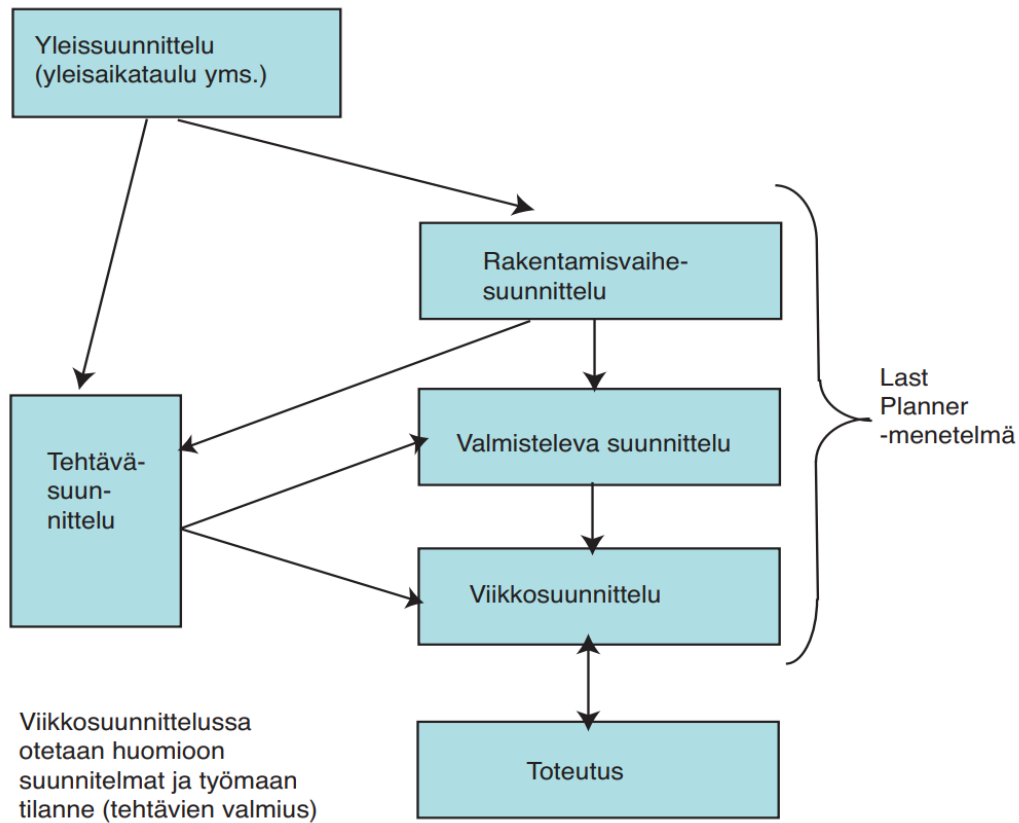 Yleissuunnittelu
(yleisaikataulu yms.)
Rakentamisvaihe-
suunnittelu
Last
Planner
-menetelmä
Tehtävä-
suun-
nittelu
Valmisteleva suunnittelu
Viikkosuunnittelu
Viikkosuunnittelussa
otetaan huomioon
suunnitelmat ja työmaan
tilanne (tehtävien valmius)
Toteutus